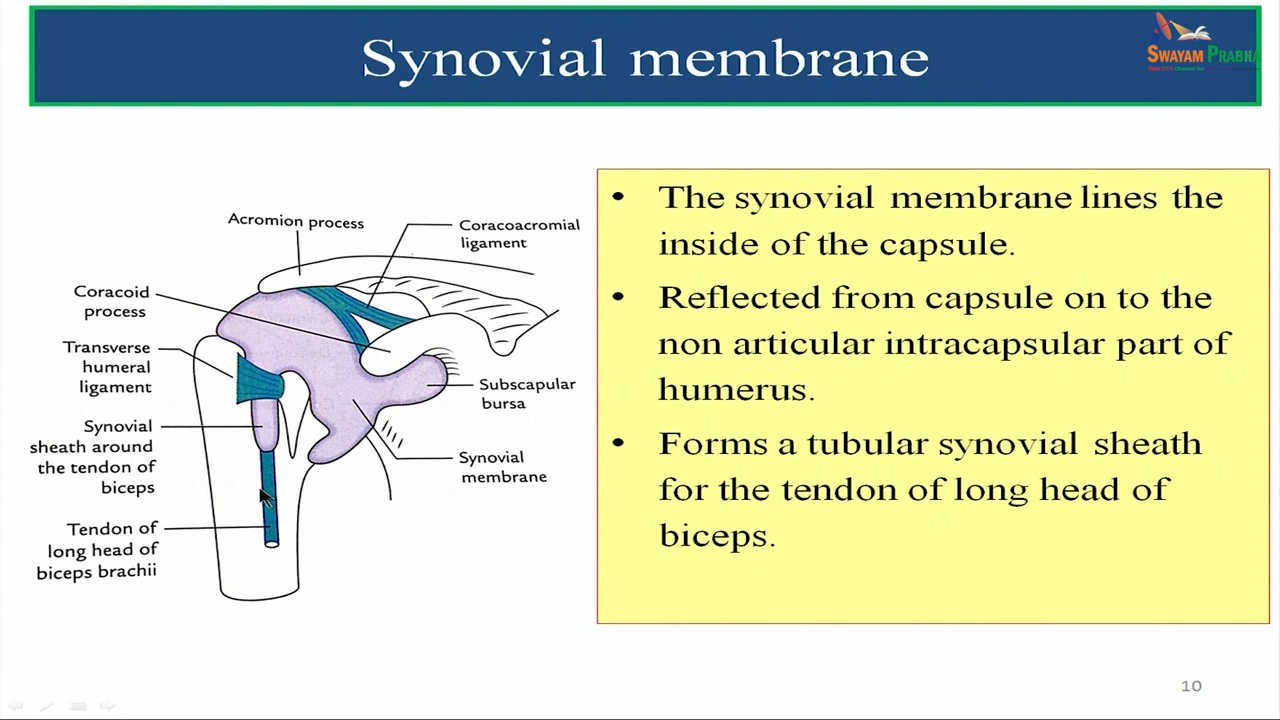 Synovial membrane
SWAYAM PRABHA
Acromion process
Coracoacromial
ligament
Coracoid
process
Transverse
humeral
ligament
Synovial
sheath around
the tendon of
biceps
Tendon of
long head of
biceps brachii
Subscapular
bursa
Synovial
membrane
• The synovial membrane lines the
inside of the capsule.
• Reflected from capsule on to the
non articular intracapsular part of
humerus.
• Forms a tubular synovial sheath
for the tendon of long head of
biceps.
10